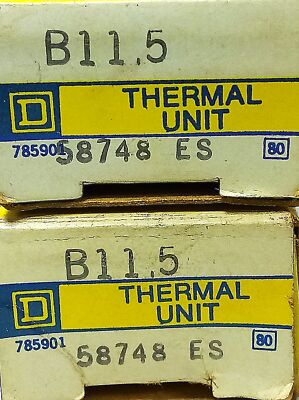 B11.5
D
THERMAL
UNIT
785901
58748 ES
80
B11.5
D
THERMAL
UNIT
785901
58748 ES
80